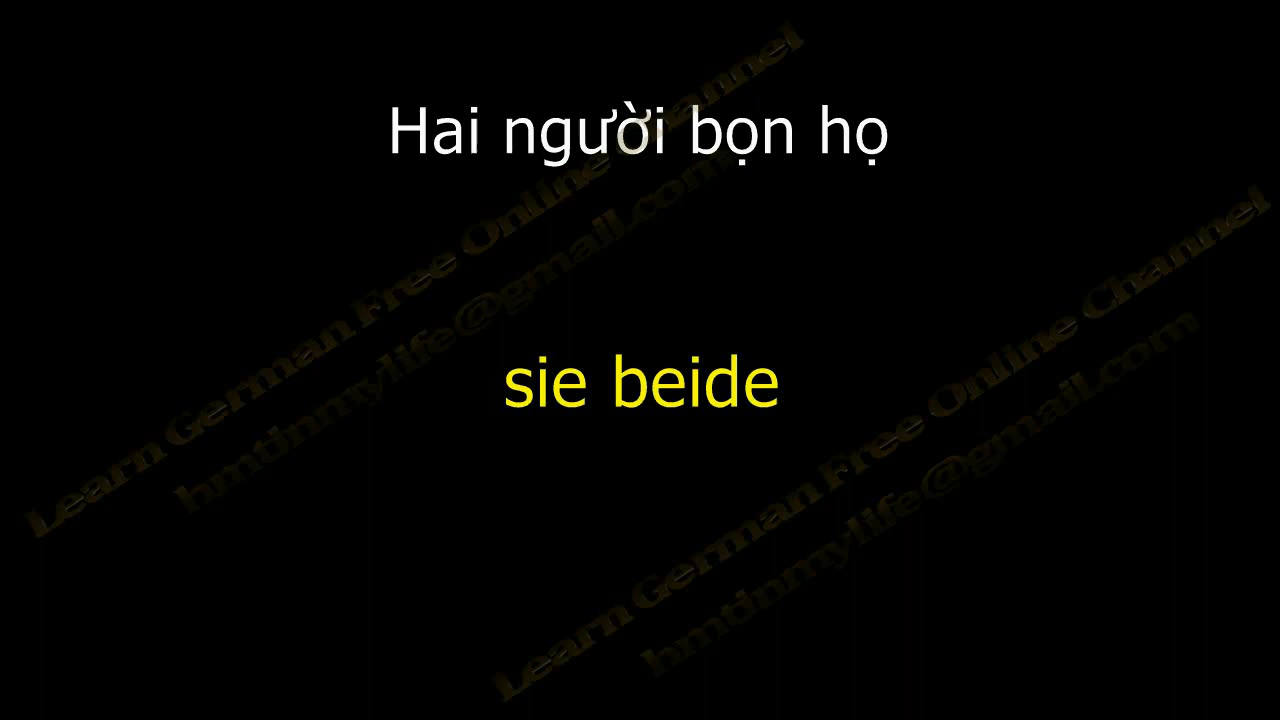 Hai người bọn họ
sie beide
Learn German Free Online Channel
hmtinmylife@gmail.com
Learn German Free Online Channel
hmtinmylife@gmail.com